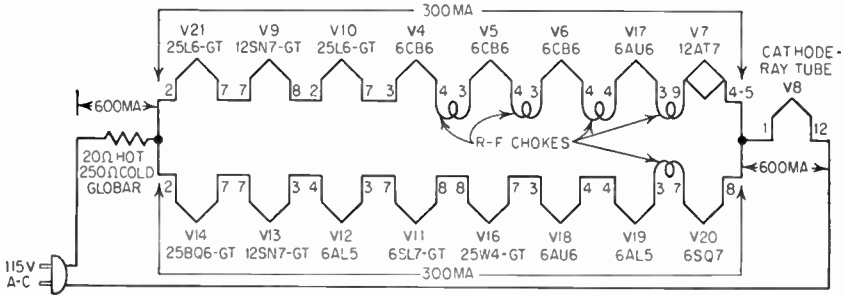 300MA
V21 V9 V10 V4 V5 V6 V17 V7
25L6-GT 12SN7-GT 25L6-GT 6CB6 6CB6 6CB6 6AU6 12AT7
CATHODE-
RAY TUBE
V8
2 7 7 8 2 7 3 4 3 4 3 4 4 3 9 4-5
600MA
R-F CHOKES
1 12
20Ω HOT
250Ω COLD
GLOBAR
600MA
2 7 7 3 4 3 7 8 8 7 3 4 4 3 7 8
V14 V13 V12 V11 V16 V18 V19 V20
25BQ6-GT 12SN7-GT 6AL5 6SL7-GT 25W4-GT 6AU6 6AL5 6SQ7
115V
A-C
300MA